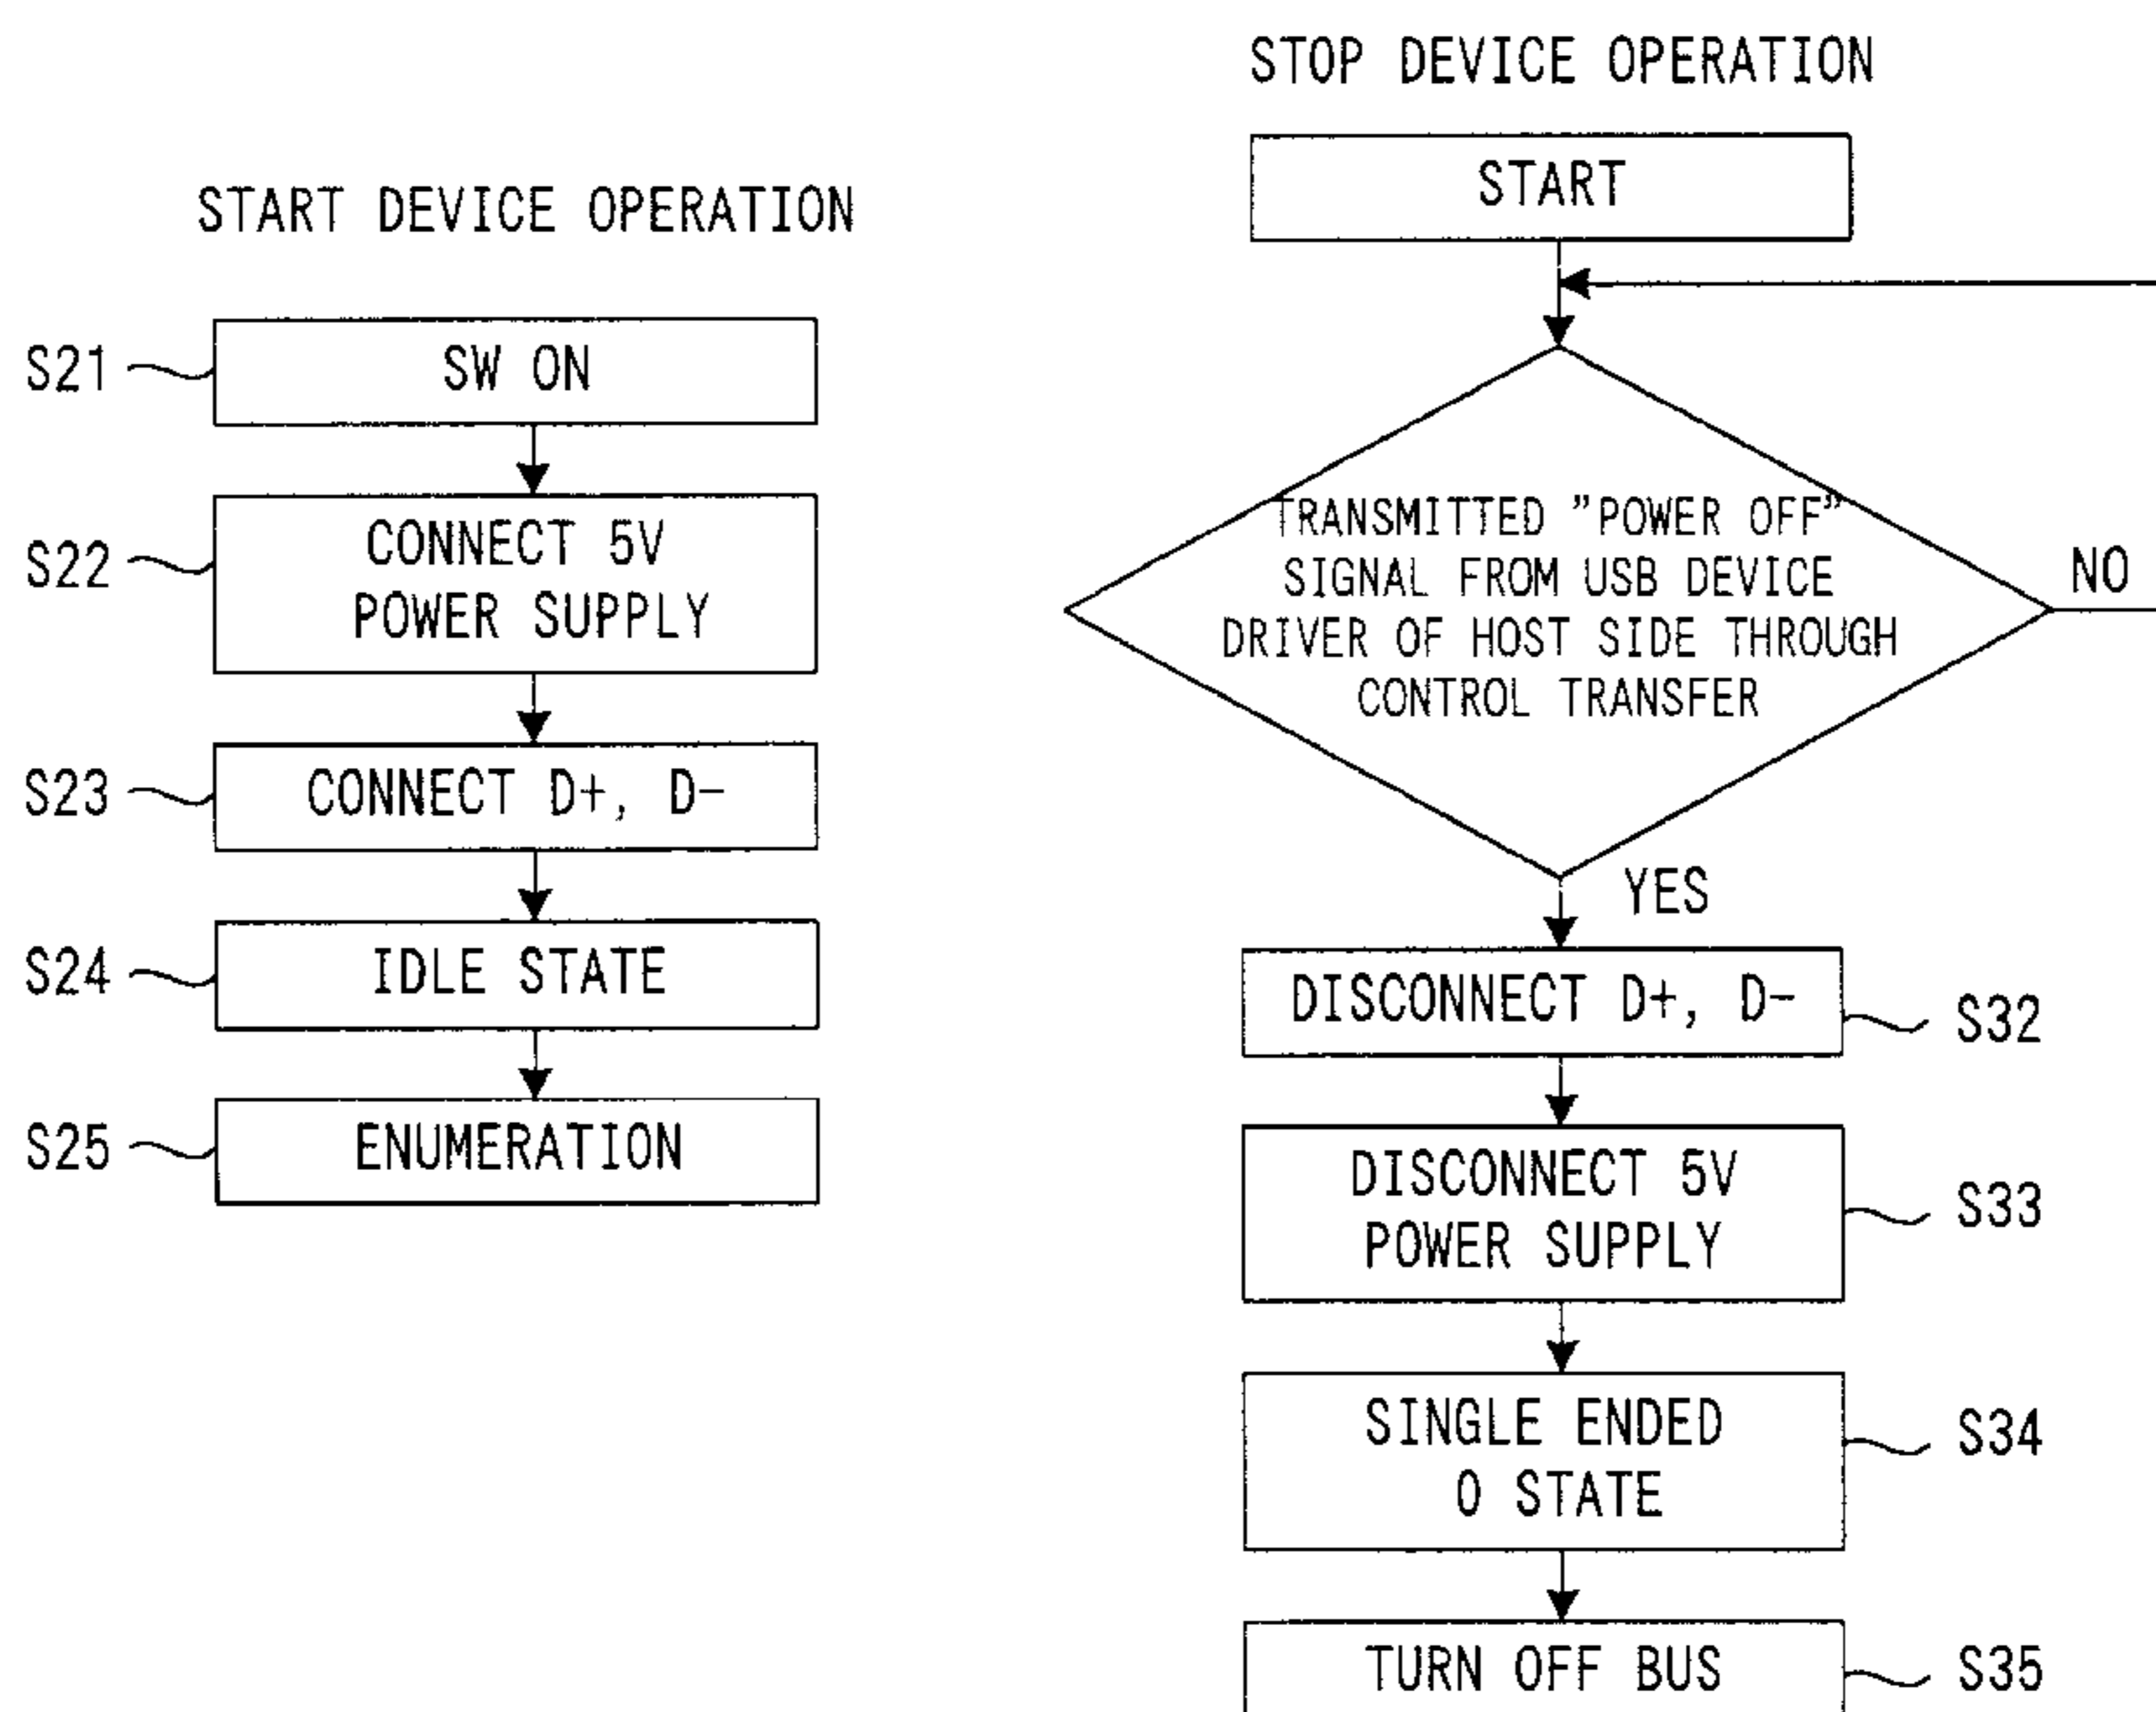 START DEVICE OPERATION
S21
SW ON
S22
CONNECT 5V
POWER SUPPLY
S23
CONNECT D+, D-
S24
IDLE STATE
S25
ENUMERATION
STOP DEVICE OPERATION
START
TRANSMITTED "POWER OFF"
SIGNAL FROM USB DEVICE
DRIVER OF HOST SIDE THROUGH
CONTROL TRANSFER
NO
YES
DISCONNECT D+, D-
S32
DISCONNECT 5V
POWER SUPPLY
S33
SINGLE ENDED
0 STATE
S34
TURN OFF BUS
S35